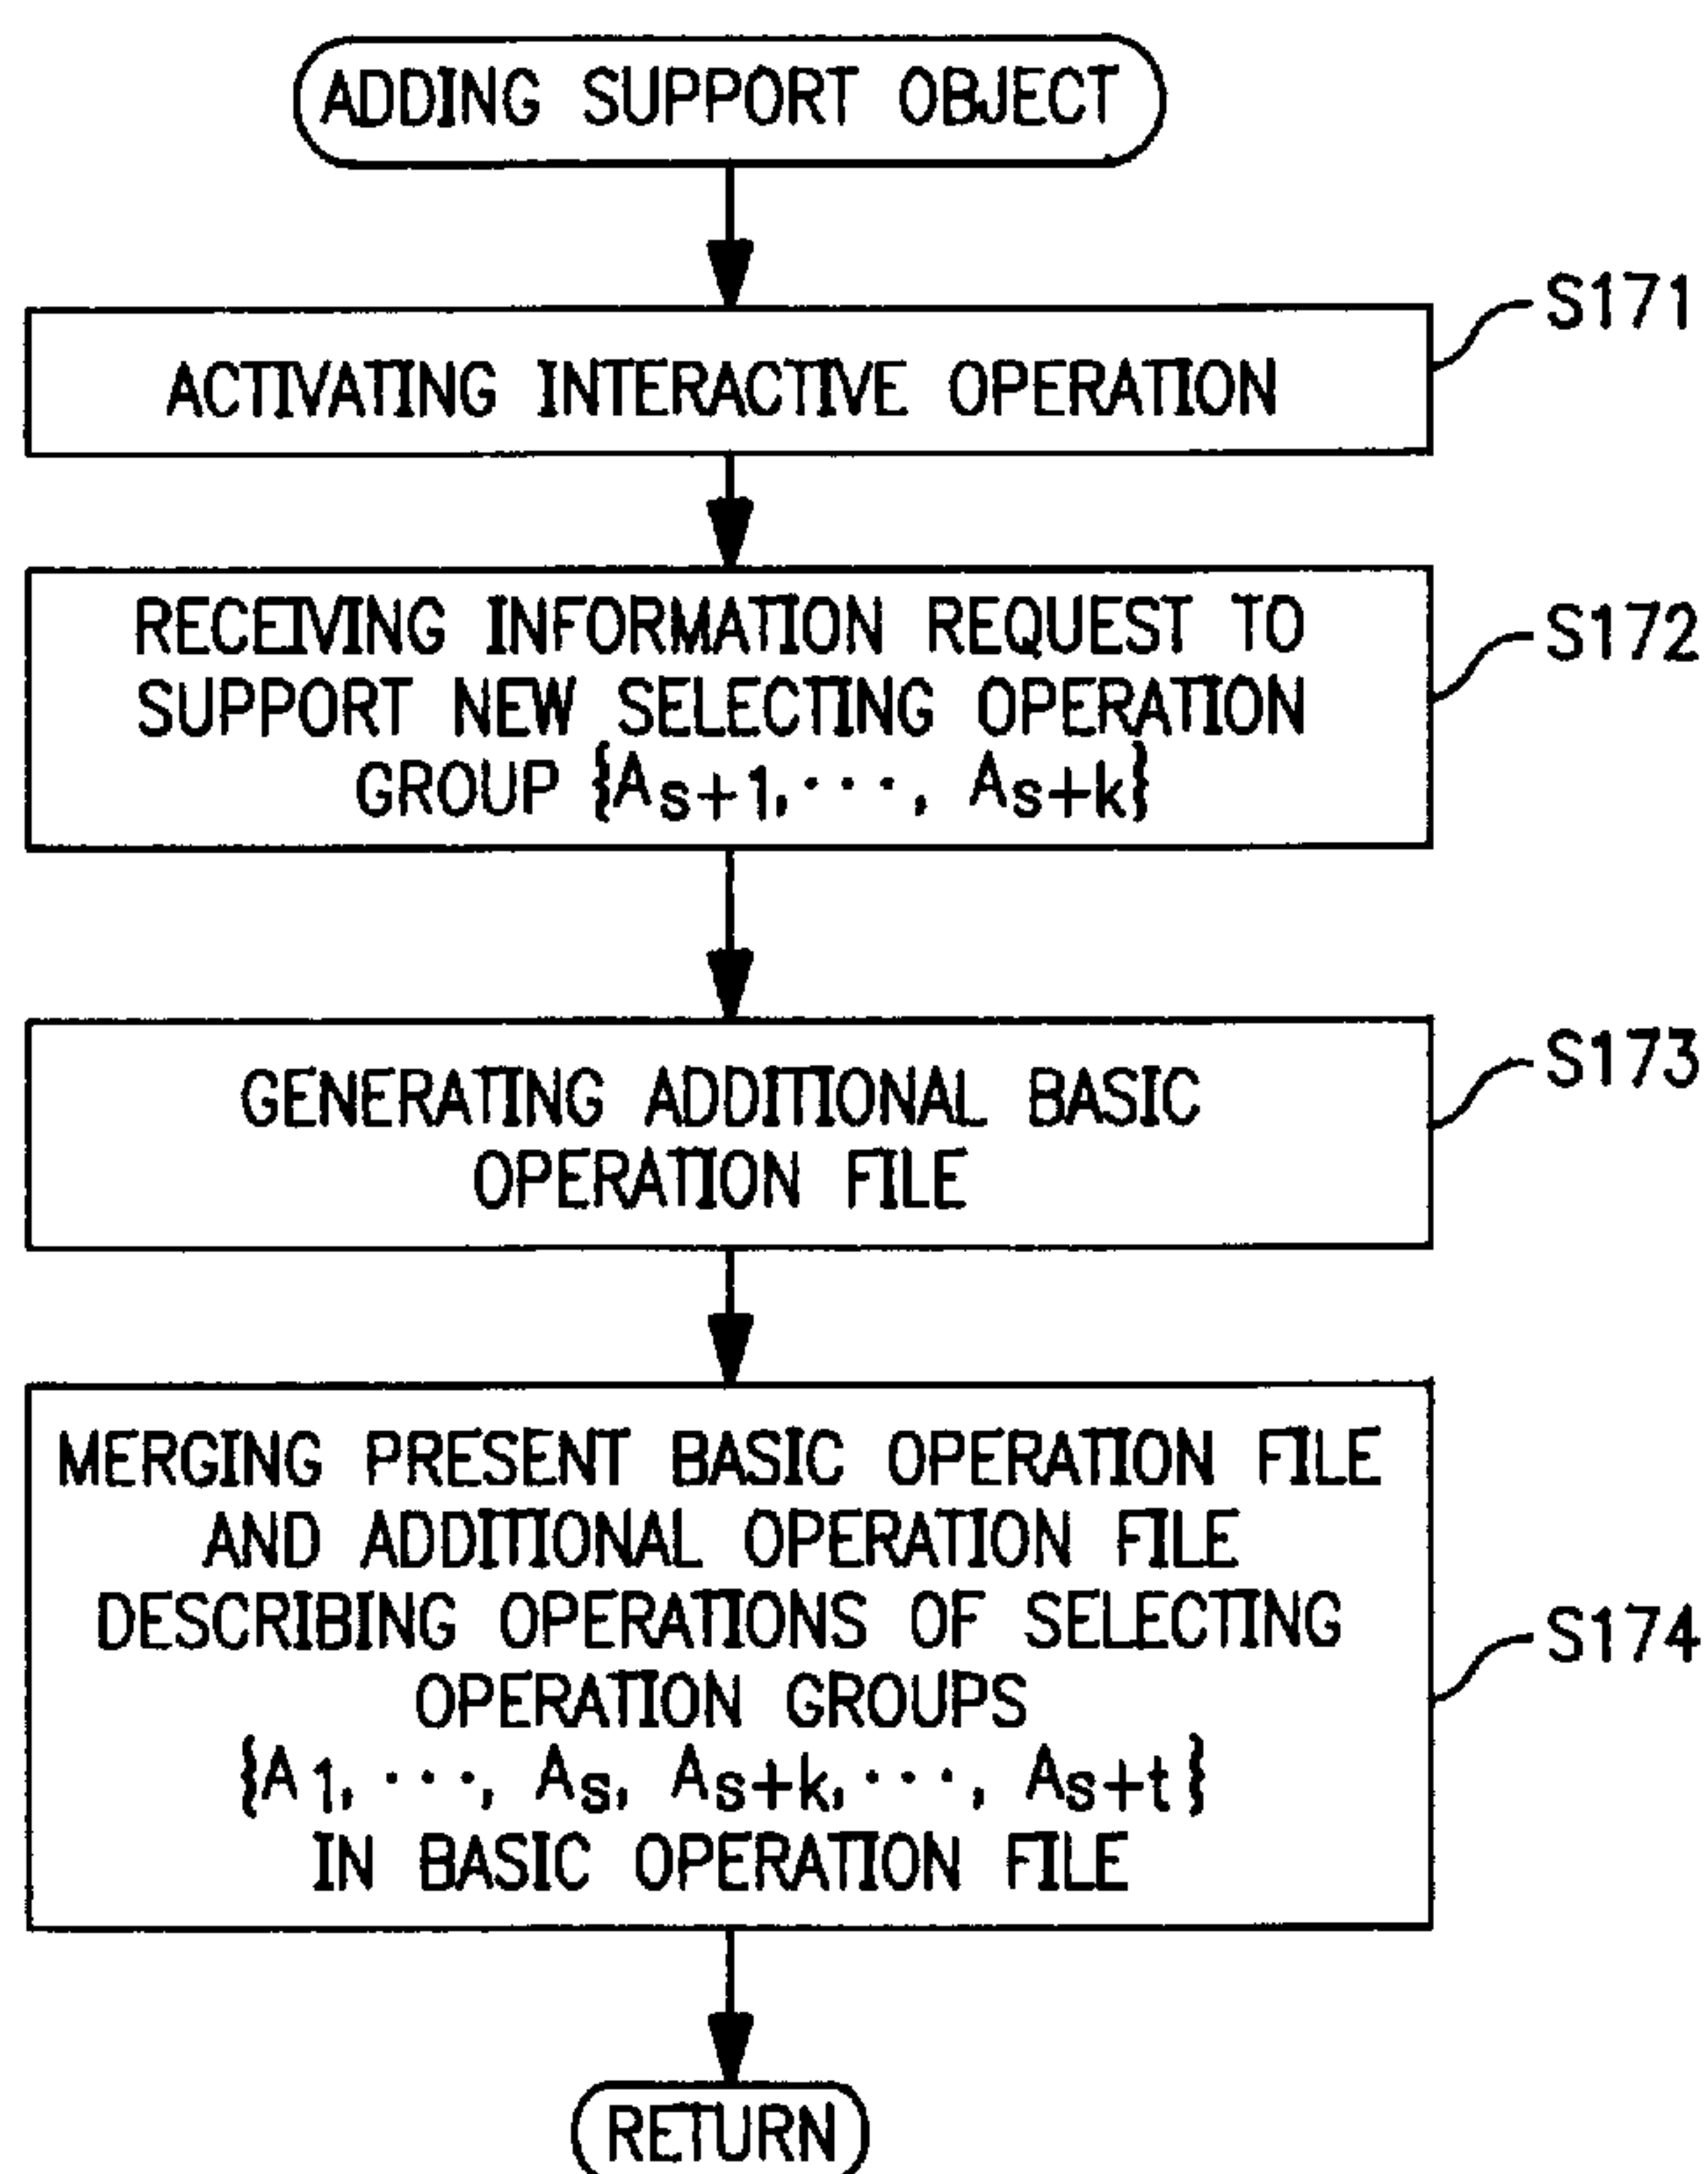 ADDING SUPPORT OBJECT
S171
ACTIVATING INTERACTIVE OPERATION
S172
RECEIVING INFORMATION REQUEST TO
SUPPORT NEW SELECTING OPERATION
GROUP {As+1,···, As+k}
S173
GENERATING ADDITIONAL BASIC
OPERATION FILE
MERGING PRESENT BASIC OPERATION FILE
AND ADDITIONAL OPERATION FILE
DESCRIBING OPERATIONS OF SELECTING
S174
OPERATION GROUPS
{A1,···, As, As+k,···, As+t}
IN BASIC OPERATION FILE
RETURN